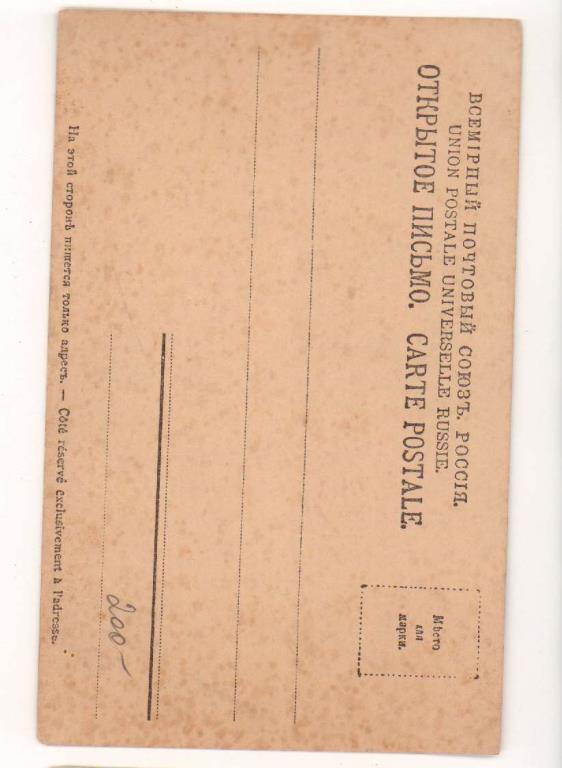 ВСЕМІРНЫЙ ПОЧТОВЫЙ СОЮЗЪ. РОССІЯ.
UNION POSTALE UNIVERSELLE RUSSIE.
ОТКРЫТОЕ ПИСЬМО. CARTE POSTALE.
Мѣсто
для
марки.
200-
На этой сторонѣ пишется только адресъ. — Côté réservé exclusivement à l'adresse.